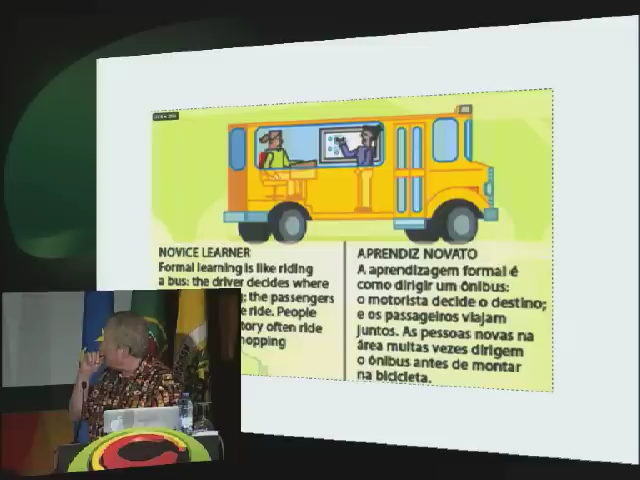 NOVICE LEARNER
Formal learning is like riding
a bus: the driver decides where
the passengers
e ride. People
tory often ride
hopping
APRENDIZ NOVATO
A aprendizagem formal é
como dirigir um ônibus:
o motorista decide o destino;
e os passageiros viajam
juntos. As pessoas novas na
área muitas vezes dirigem
o ônibus antes de montar
na bicicleta.